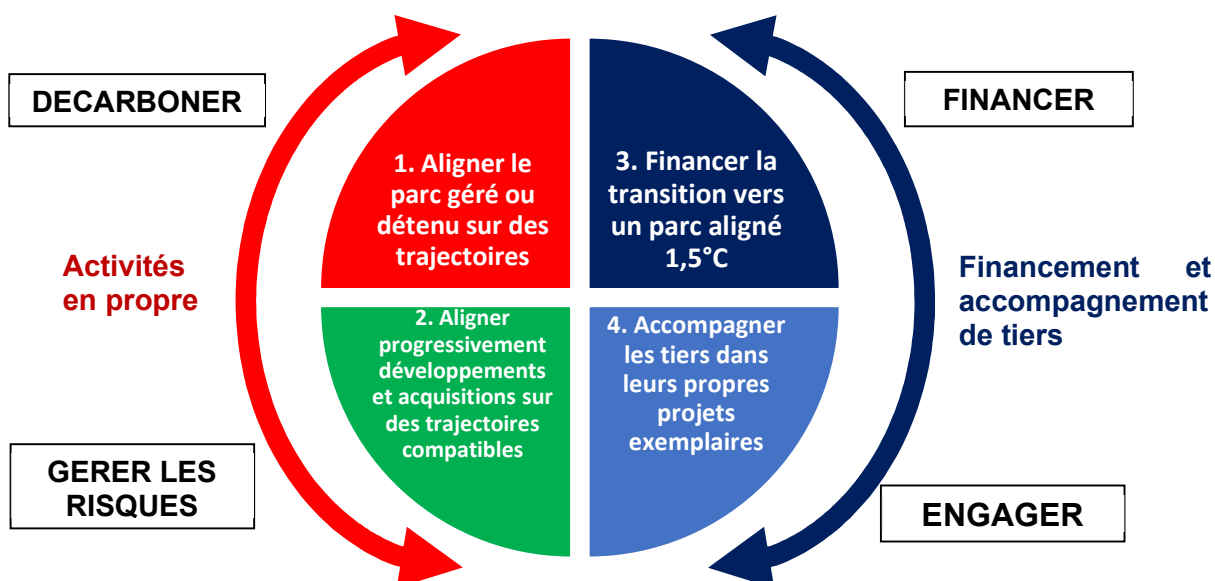 DECARBONER
FINANCER
1. Aligner le
parc géré ou
détenu sur des
trajectoires
3. Financer la
transition vers
un parc aligné
1,5°C
Activités
en propre
Financement et
accompagnement
de tiers
2. Aligner
progressivement
développements
et acquisitions sur
des trajectoires
compatibles
4. Accompagner
les tiers dans
leurs propres
projets
exemplaires
GERER LES
RISQUES
ENGAGER